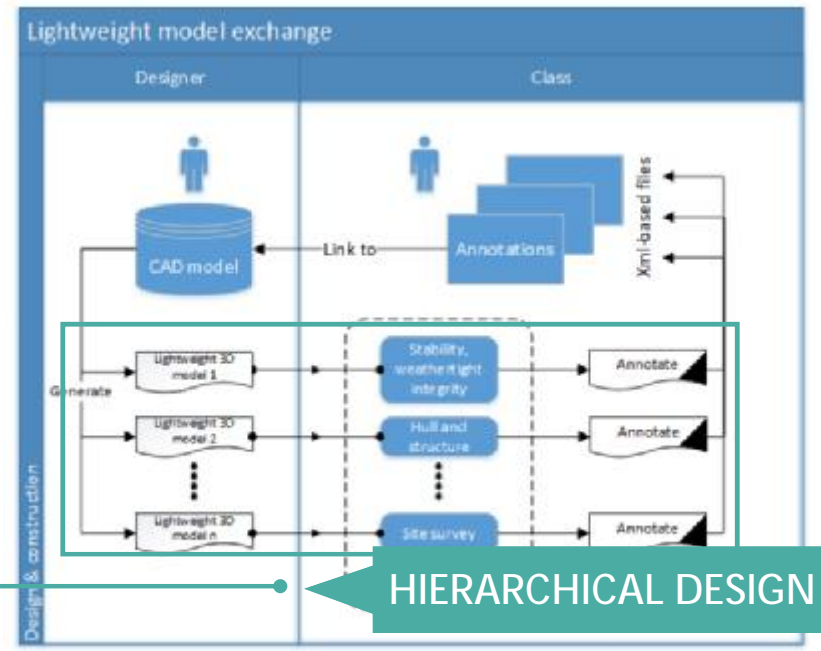 Lightweight model exchange
Designer
Class
CAD model
Link to
Annotations
Xml-based files
Generate
Lightweight 3D
model 1
Stability,
weathertight
integrity
Annotate
Lightweight 3D
model 2
Hull and
structure
Annotate
Lightweight 3D
model n
Site survey
Annotate
Design & construction
HIERARCHICAL DESIGN